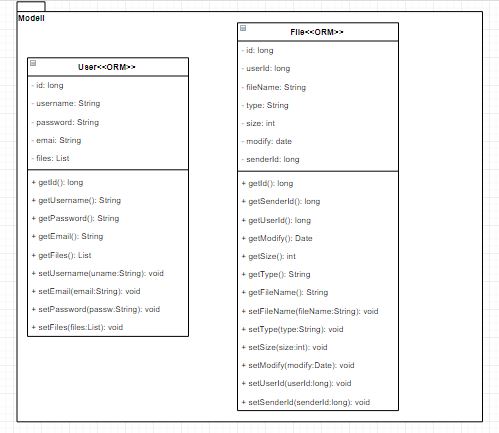 Modell
User<<ORM>>
- id: long
- username: String
- password: String
- emai: String
- files: List
+ getId(): long
+ getUsername(): String
+ getPassword(): String
+ getEmail(): String
+ getFiles(): List
+ setUsername(uname:String): void
+ setEmail(email:String): void
+ setPassword(passw:String): void
+ setFiles(files:List): void
File<<ORM>>
- id: long
- userId: long
- fileName: String
- type: String
- size: int
- modify: date
- senderId: long
+ getId(): long
+ getSenderId(): long
+ getUserId(): long
+ getModify(): Date
+ getSize(): int
+ getType(): String
+ getFileName(): String
+ setFileName(fileName:String): void
+ setType(type:String): void
+ setSize(size:int): void
+ setModify(modify:Date): void
+ setUserId(userId:long): void
+ setSenderId(senderId:long): void